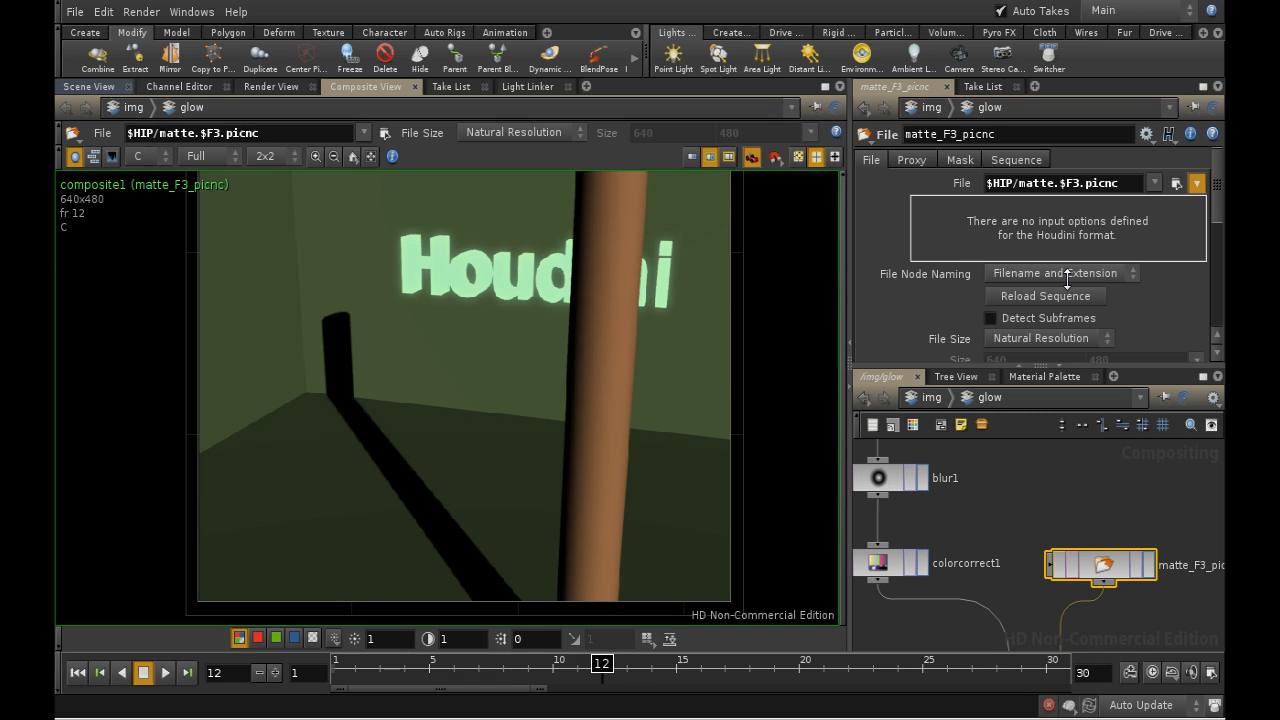 File Edit Render Windows Help Auto Takes Main
Create Modify Model Polygon Deform Texture Character Auto Rigs Animation Lights ... Create... Drive ... Rigid ... Particl... Volum... Pyro FX Cloth Wires Fur Drive ...
Combine Extract Mirror Copy to P... Duplicate Center Pi... Freeze Delete Hide Parent Parent Bl... Dynamic ... BlendPose Point Light Spot Light Area Light Distant Li... Environm... Ambient L... Camera Stereo Ca... Switcher
Scene View Channel Editor Render View Composite View Take List Light Linker
img glow
File $HIP/matte.$F3.picnc File Size Natural Resolution Size 640 480
C Full 2x2
composite1 (matte_F3_picnc)
640x480
fr 12
C
Houdini
HD Non-Commercial Edition
1 1 0 1
matte_F3_picnc Take List
img glow
File matte_F3_picnc
File Proxy Mask Sequence
File $HIP/matte.$F3.picnc
There are no input options defined
for the Houdini format.
File Node Naming Filename and Extension
Reload Sequence
Detect Subframes
File Size Natural Resolution
Size 640 480
/img/glow Tree View Material Palette
img glow
Compositing
blur1
colorcorrect1
matte_F3_pic
HD Non-Commercial Edition
12 1 1 5 10 12 15 20 25 30 30
Auto Update